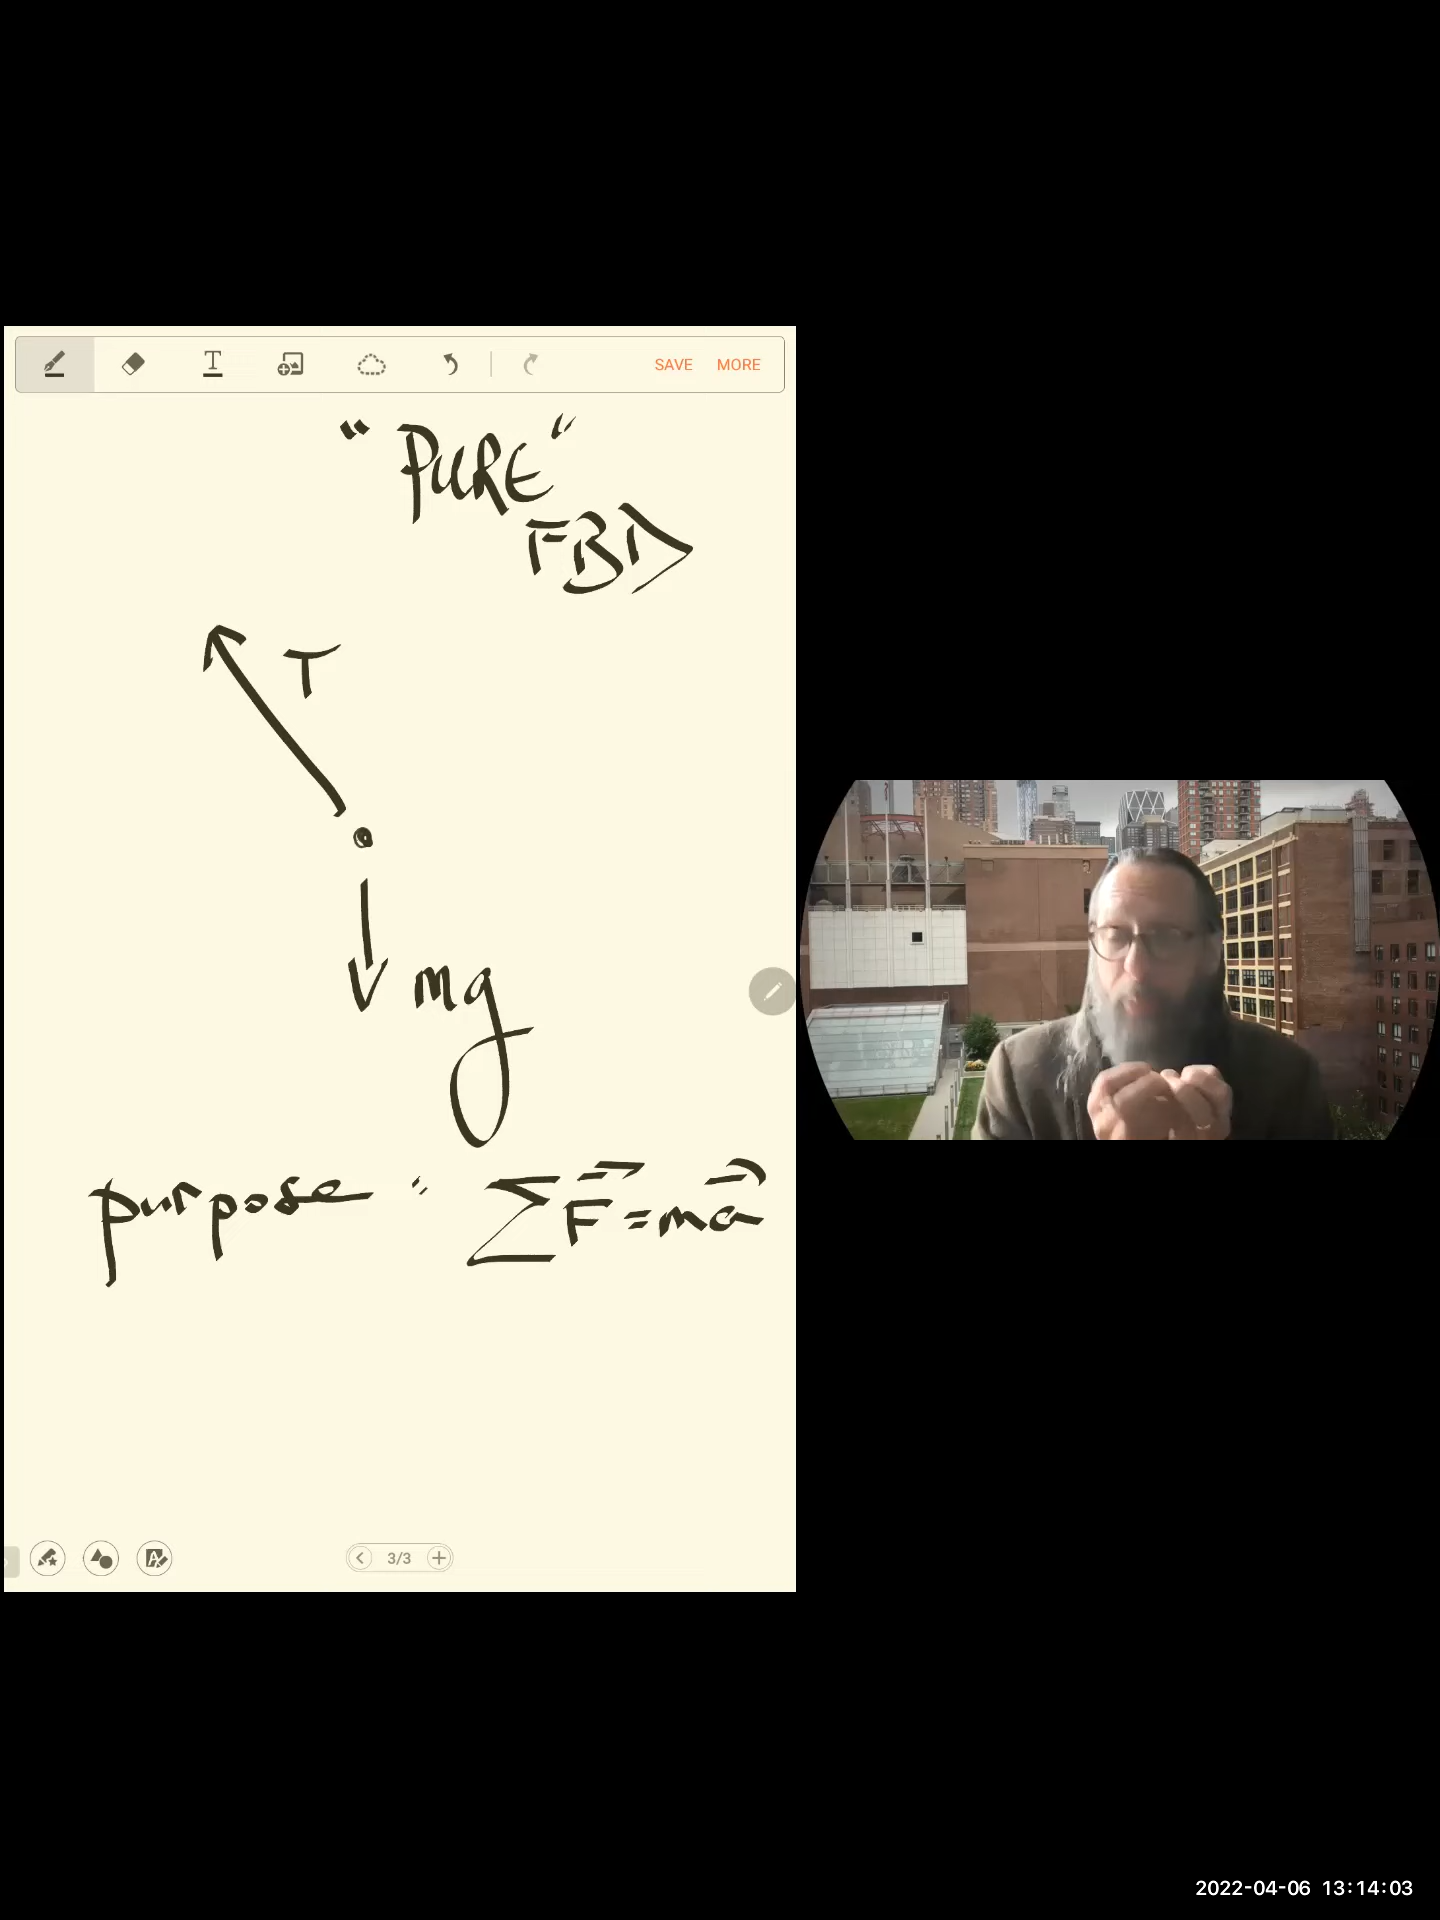 SAVE MORE
"PURE"
FBD
T
mg
purpose: ΣF⃗=ma⃗
3/3
2022-04-06 13:14:03